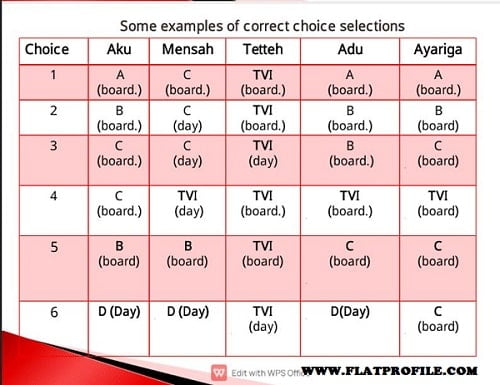 Some examples of correct choice selections
Choice Aku Mensah Tetteh Adu Ayariga
1 A C TVI A A
(board.) (board.) (board.) (board.) (board.)
2 B C TVI B B
(board.) (day) (board.) (board.) (board)
3 C C TVI B C
(board.) (day) (day) (board.) (board)
4 C TVI TVI TVI TVI
(board.) (day) (board.) (board.) (board)
5 B B TVI C C
(board) (board) (board) (board) (board)
6 D (Day) D (Day) TVI D(Day) C
(day) (board)
Edit with WPS Office
WWW.FLATPROFILE.COM